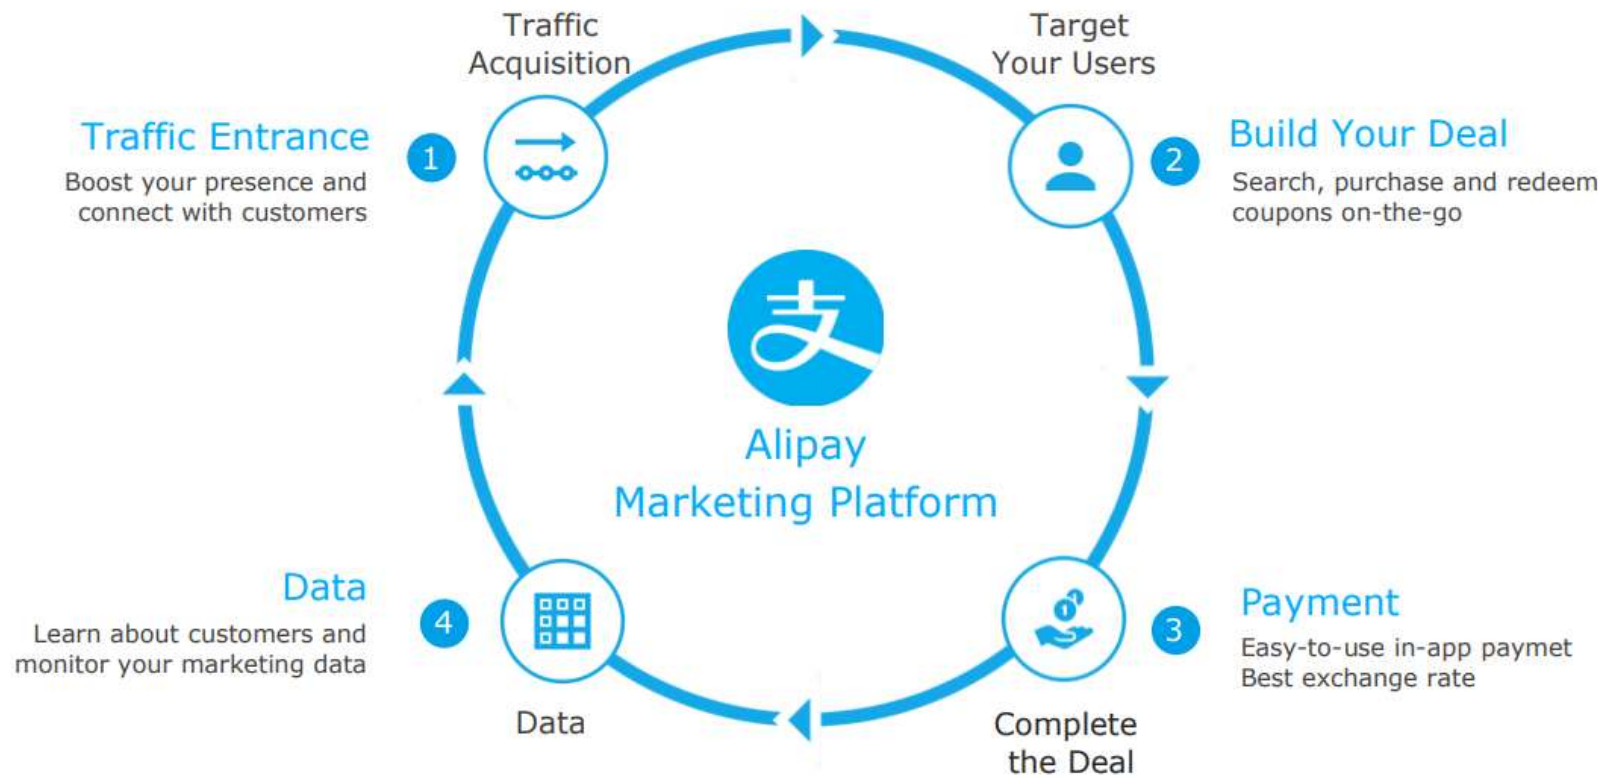 Traffic
Acquisition
Target
Your Users
Traffic Entrance
1
Boost your presence and
connect with customers
2
Build Your Deal
Search, purchase and redeem
coupons on-the-go
支
Alipay
Marketing Platform
Data
4
Learn about customers and
monitor your marketing data
Data
3
Payment
Easy-to-use in-app paymet
Best exchange rate
Complete
the Deal